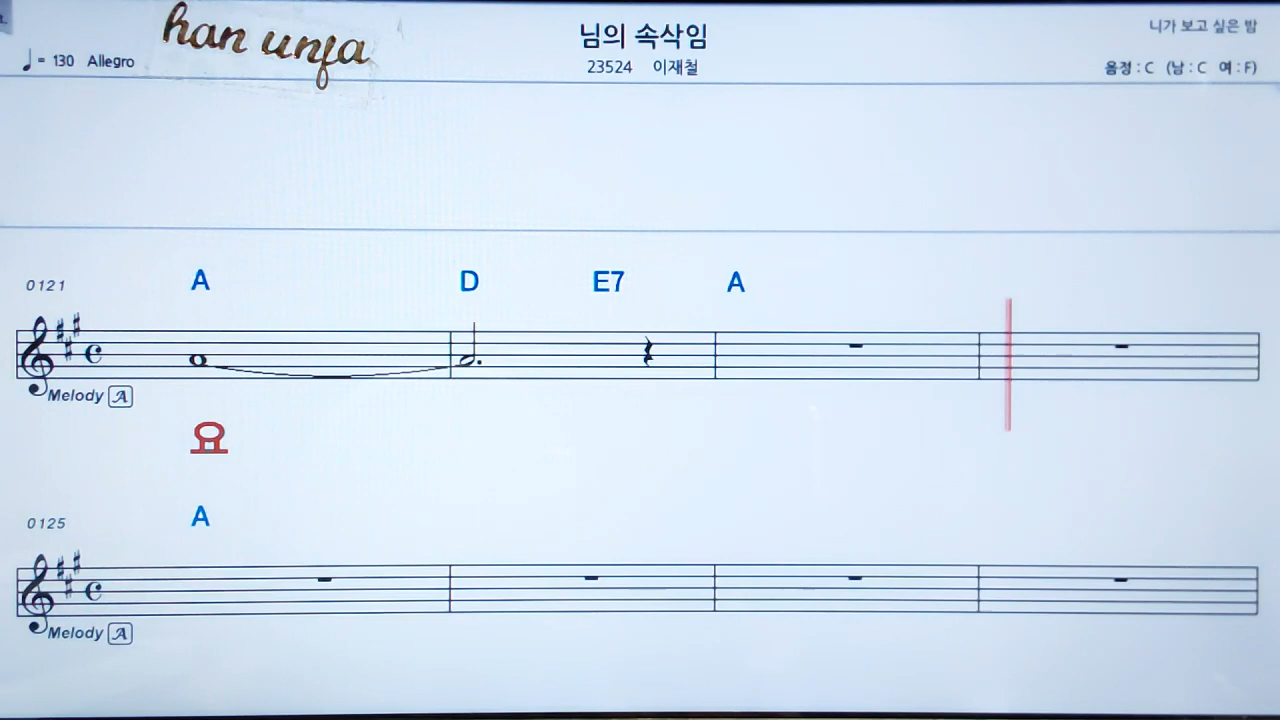 han unja
님의 속삭임
니가 보고 싶은 밤
♩= 130 Allegro
23524 이재철
음정 : C (남 : C 여 : F)
0121
A D E7 A
Melody A
요
0125
A
Melody A